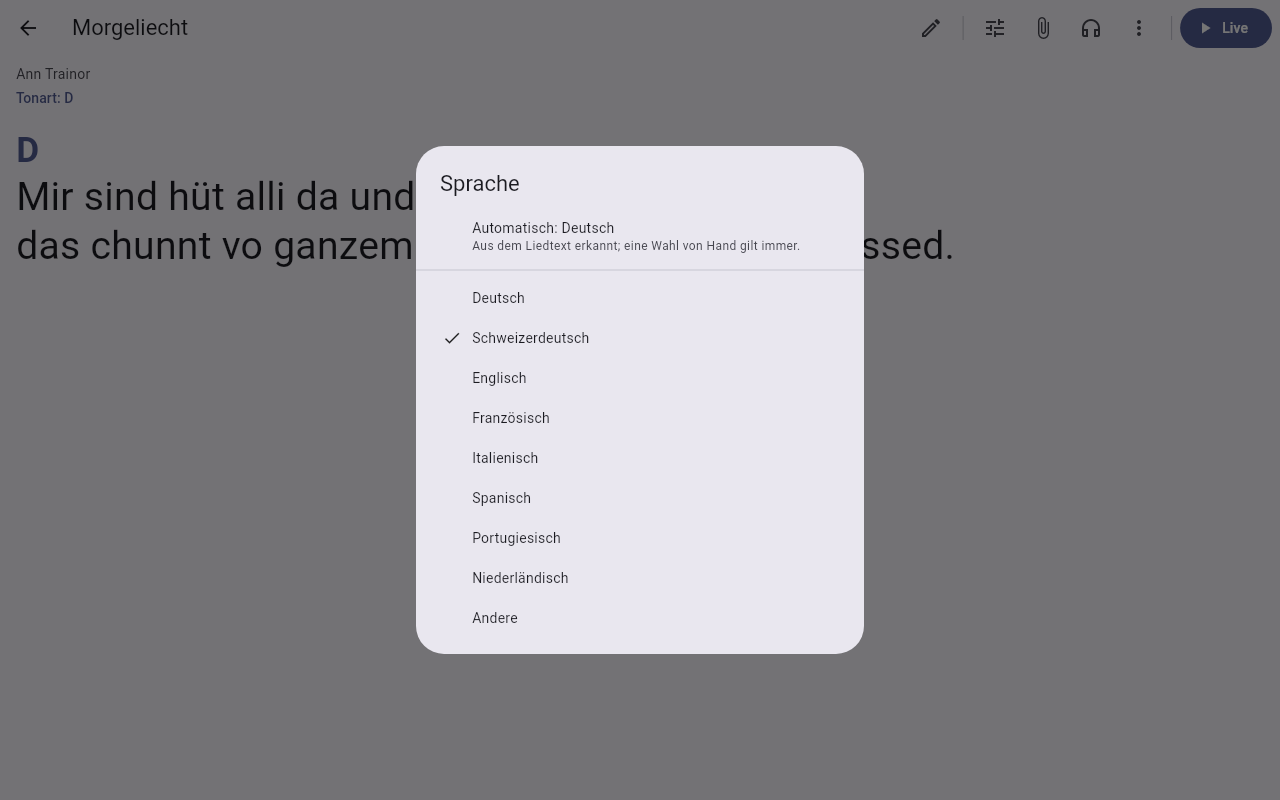 Morgeliecht
Live
Ann Trainor
Tonart: D
D
Mir sind hüt alli da und
das chunnt vo ganzem
ssed.
Sprache
Automatisch: Deutsch
Aus dem Liedtext erkannt; eine Wahl von Hand gilt immer.
Deutsch
Schweizerdeutsch
Englisch
Französisch
Italienisch
Spanisch
Portugiesisch
Niederländisch
Andere